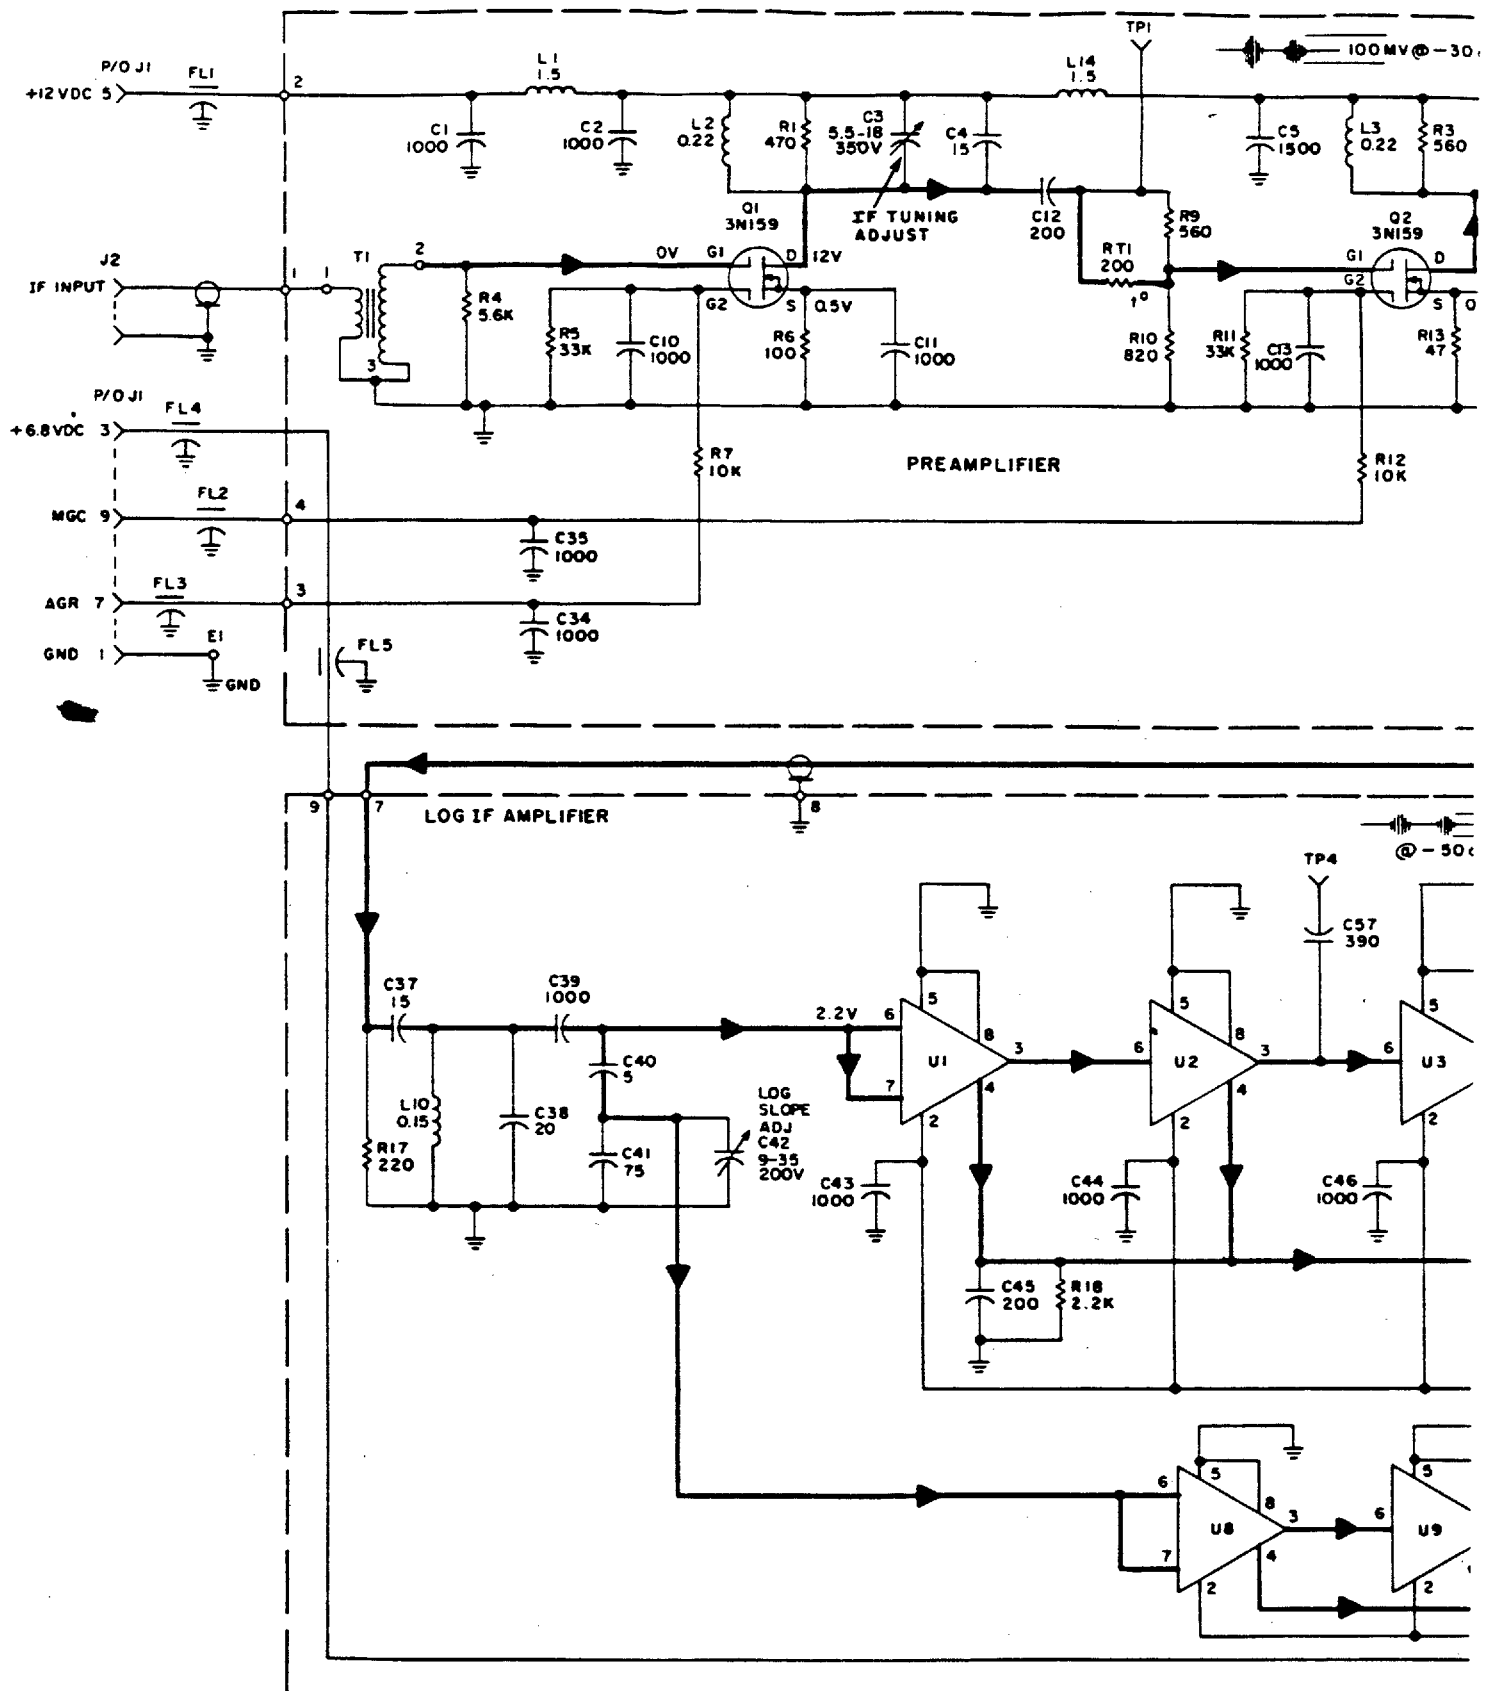 TP1
100MV@-30
P/O J1
FL1
2
L1
1.5
L14
1.5
+12VDC 5
C1
1000
C2
1000
L2
0.22
R1
470
C3
5.5-18
350V
C4
15
C5
1500
L3
0.22
R3
560
IF TUNING
ADJUST
C12
200
R9
560
Q1
3N159
Q2
3N159
J2
IF INPUT
1
1
T1
2
0V
G1
D
12V
G2
S
0.5V
RT1
200
t°
G1
D
G2
S
0
R4
5.6K
R5
33K
C10
1000
R6
100
C11
1000
R10
820
R11
33K
C13
1000
R13
47
3
P/O J1
FL4
+6.8VDC 3
R7
10K
PREAMPLIFIER
R12
10K
FL2
MGC 9
4
C35
1000
FL3
AGR 7
3
C34
1000
GND 1
E1
GND
FL5
9
7
8
LOG IF AMPLIFIER
@-50
TP4
C57
390
C37
15
C39
1000
2.2V
6
5
8
U1
3
7
4
2
6
5
8
U2
3
4
2
6
5
U3
2
C40
5
L10
0.15
C38
20
R17
220
C41
75
LOG
SLOPE
ADJ
C42
9-35
200V
C43
1000
C44
1000
C46
1000
C45
200
R18
2.2K
6
5
8
U8
3
7
4
2
6
5
U9
2